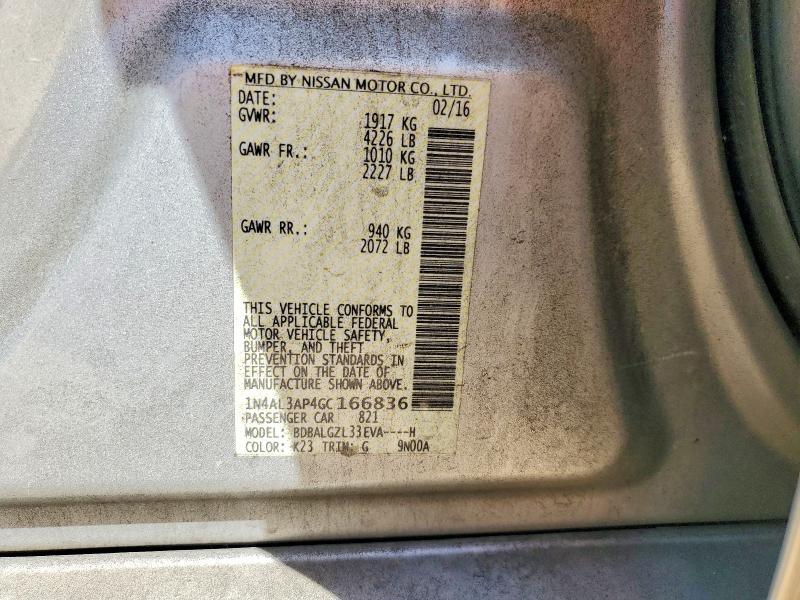 MFD BY NISSAN MOTOR CO., LTD.
DATE: 02/16
GVWR: 1917 KG
4226 LB
GAWR FR.: 1010 KG
2227 LB
GAWR RR.: 940 KG
2072 LB
THIS VEHICLE CONFORMS TO
ALL APPLICABLE FEDERAL
MOTOR VEHICLE SAFETY,
BUMPER, AND THEFT
PREVENTION STANDARDS IN
EFFECT ON THE DATE OF
MANUFACTURE SHOWN ABOVE.
1N4AL3AP4GC166836
PASSENGER CAR 821
MODEL: BDBALGZL33EVA----H
COLOR: K23 TRIM: G 9N00A